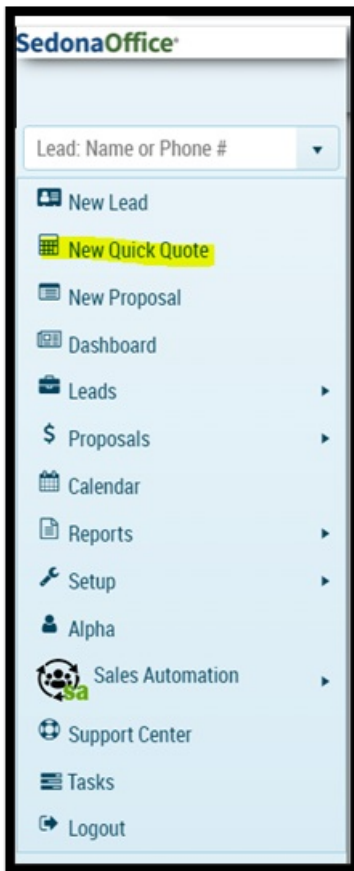 SedonaOffice
Lead: Name or Phone #
New Lead
New Quick Quote
New Proposal
Dashboard
Leads
$ Proposals
Calendar
Reports
Setup
Alpha
sa Sales Automation
Support Center
Tasks
Logout